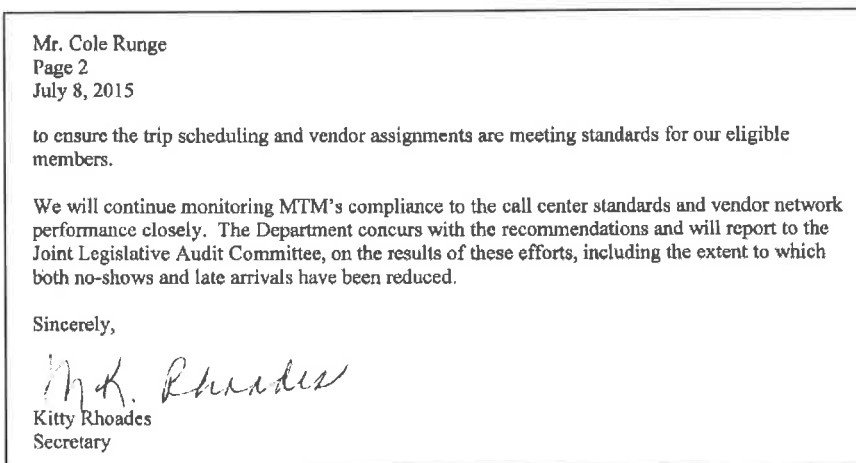 Mr. Cole Runge
Page 2
July 8, 2015
to ensure the trip scheduling and vendor assignments are meeting standards for our eligible
members.
We will continue monitoring MTM's compliance to the call center standards and vendor network
performance closely.  The Department concurs with the recommendations and will report to the
Joint Legislative Audit Committee, on the results of these efforts, including the extent to which
both no-shows and late arrivals have been reduced.
Sincerely,
M K. Rhoades
Kitty Rhoades
Secretary